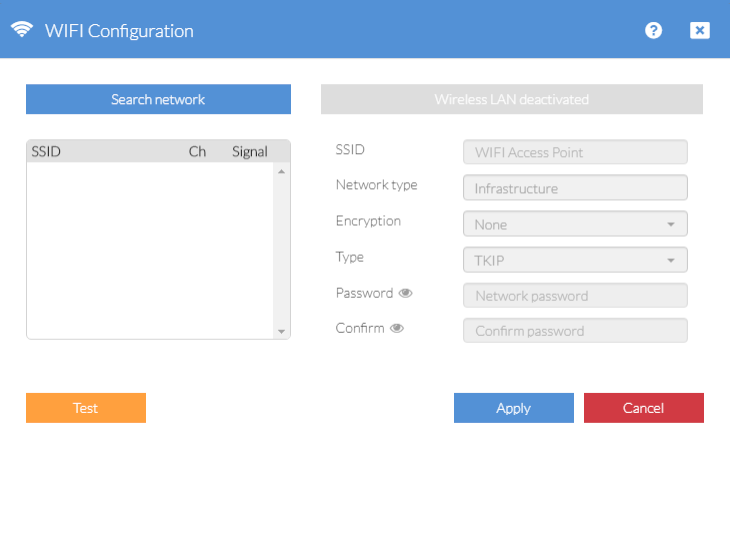 WIFI Configuration
Search network
Wireless LAN deactivated
SSID Ch Signal
SSID WIFI Access Point
Network type Infrastructure
Encryption None
Type TKIP
Password Network password
Confirm Confirm password
Test
Apply
Cancel